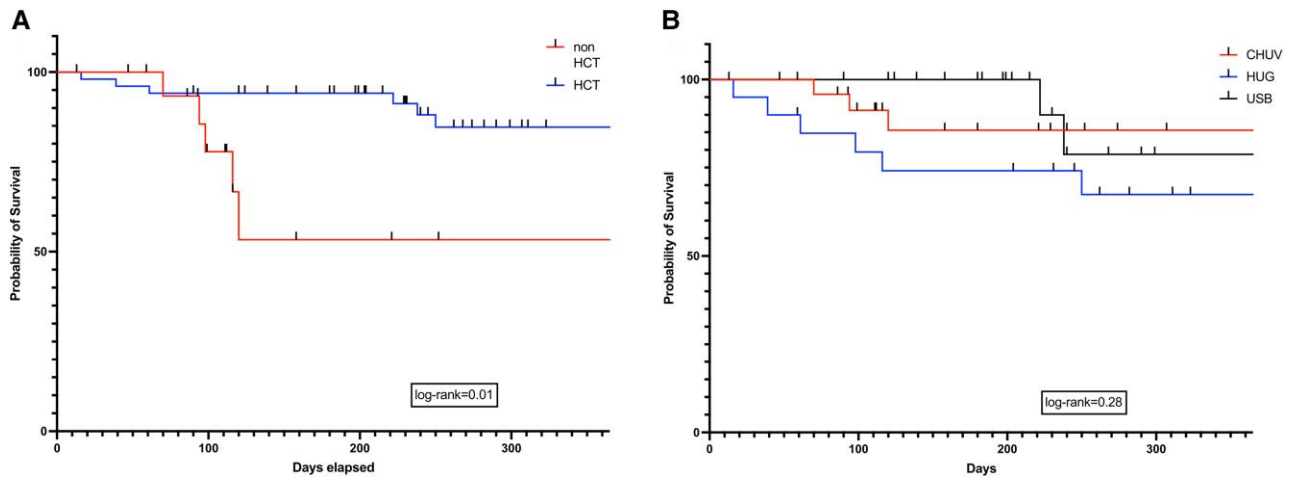 A
Probability of Survival
100
50
0
0
100
200
300
Days elapsed
non
HCT
HCT
log-rank=0.01
B
Probability of Survival
100
50
0
0
100
200
300
Days
CHUV
HUG
USB
log-rank=0.28